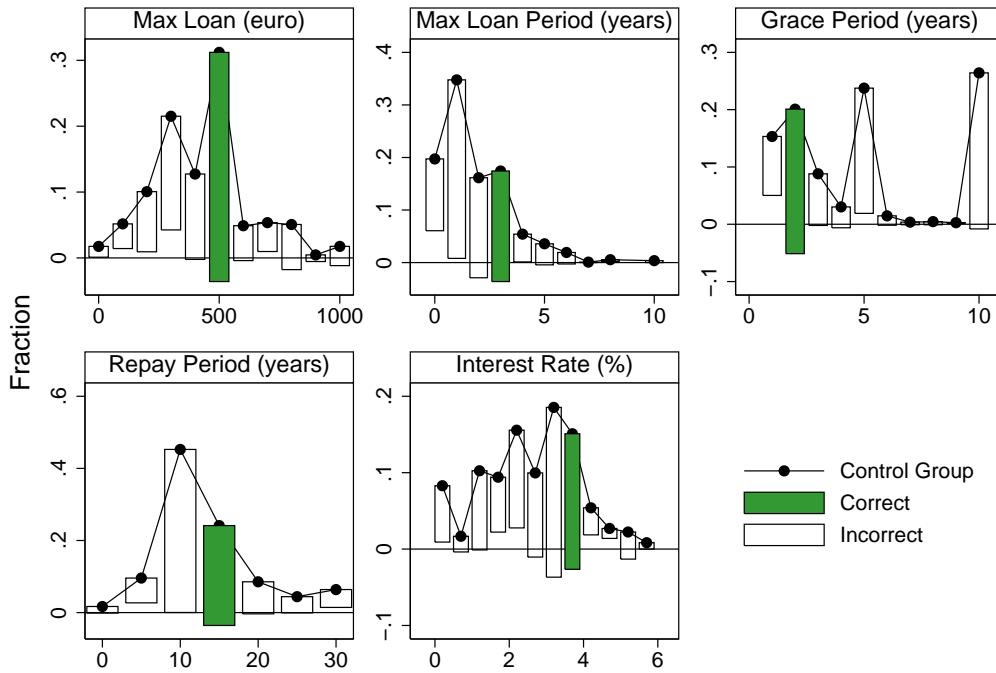 Max Loan (euro)
0
.1
.2
.3
0 500 1000
Max Loan Period (years)
0
.1
.2
.3
.4
0 5 10
Grace Period (years)
-.1
0
.1
.2
.3
0 5 10
Repay Period (years)
0
.2
.4
.6
0 10 20 30
Interest Rate (%)
-.1
0
.1
.2
0 2 4 6
Fraction
Control Group
Correct
Incorrect